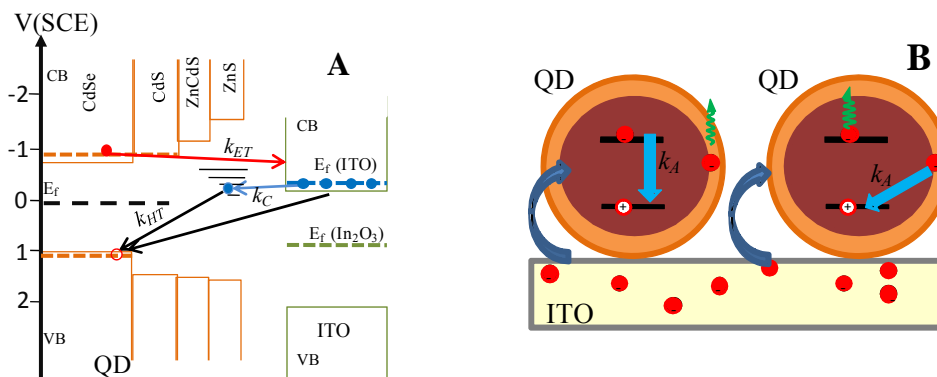 V(SCE)
A
CB
CdSe
CdS
ZnCdS
ZnS
-2
-1
0
1
2
E_f
k_ET
k_HT
k_C
CB
E_f (ITO)
E_f (In₂O₃)
ITO
VB
VB
QD
B
QD
QD
k_A
k_A
+
+
ITO